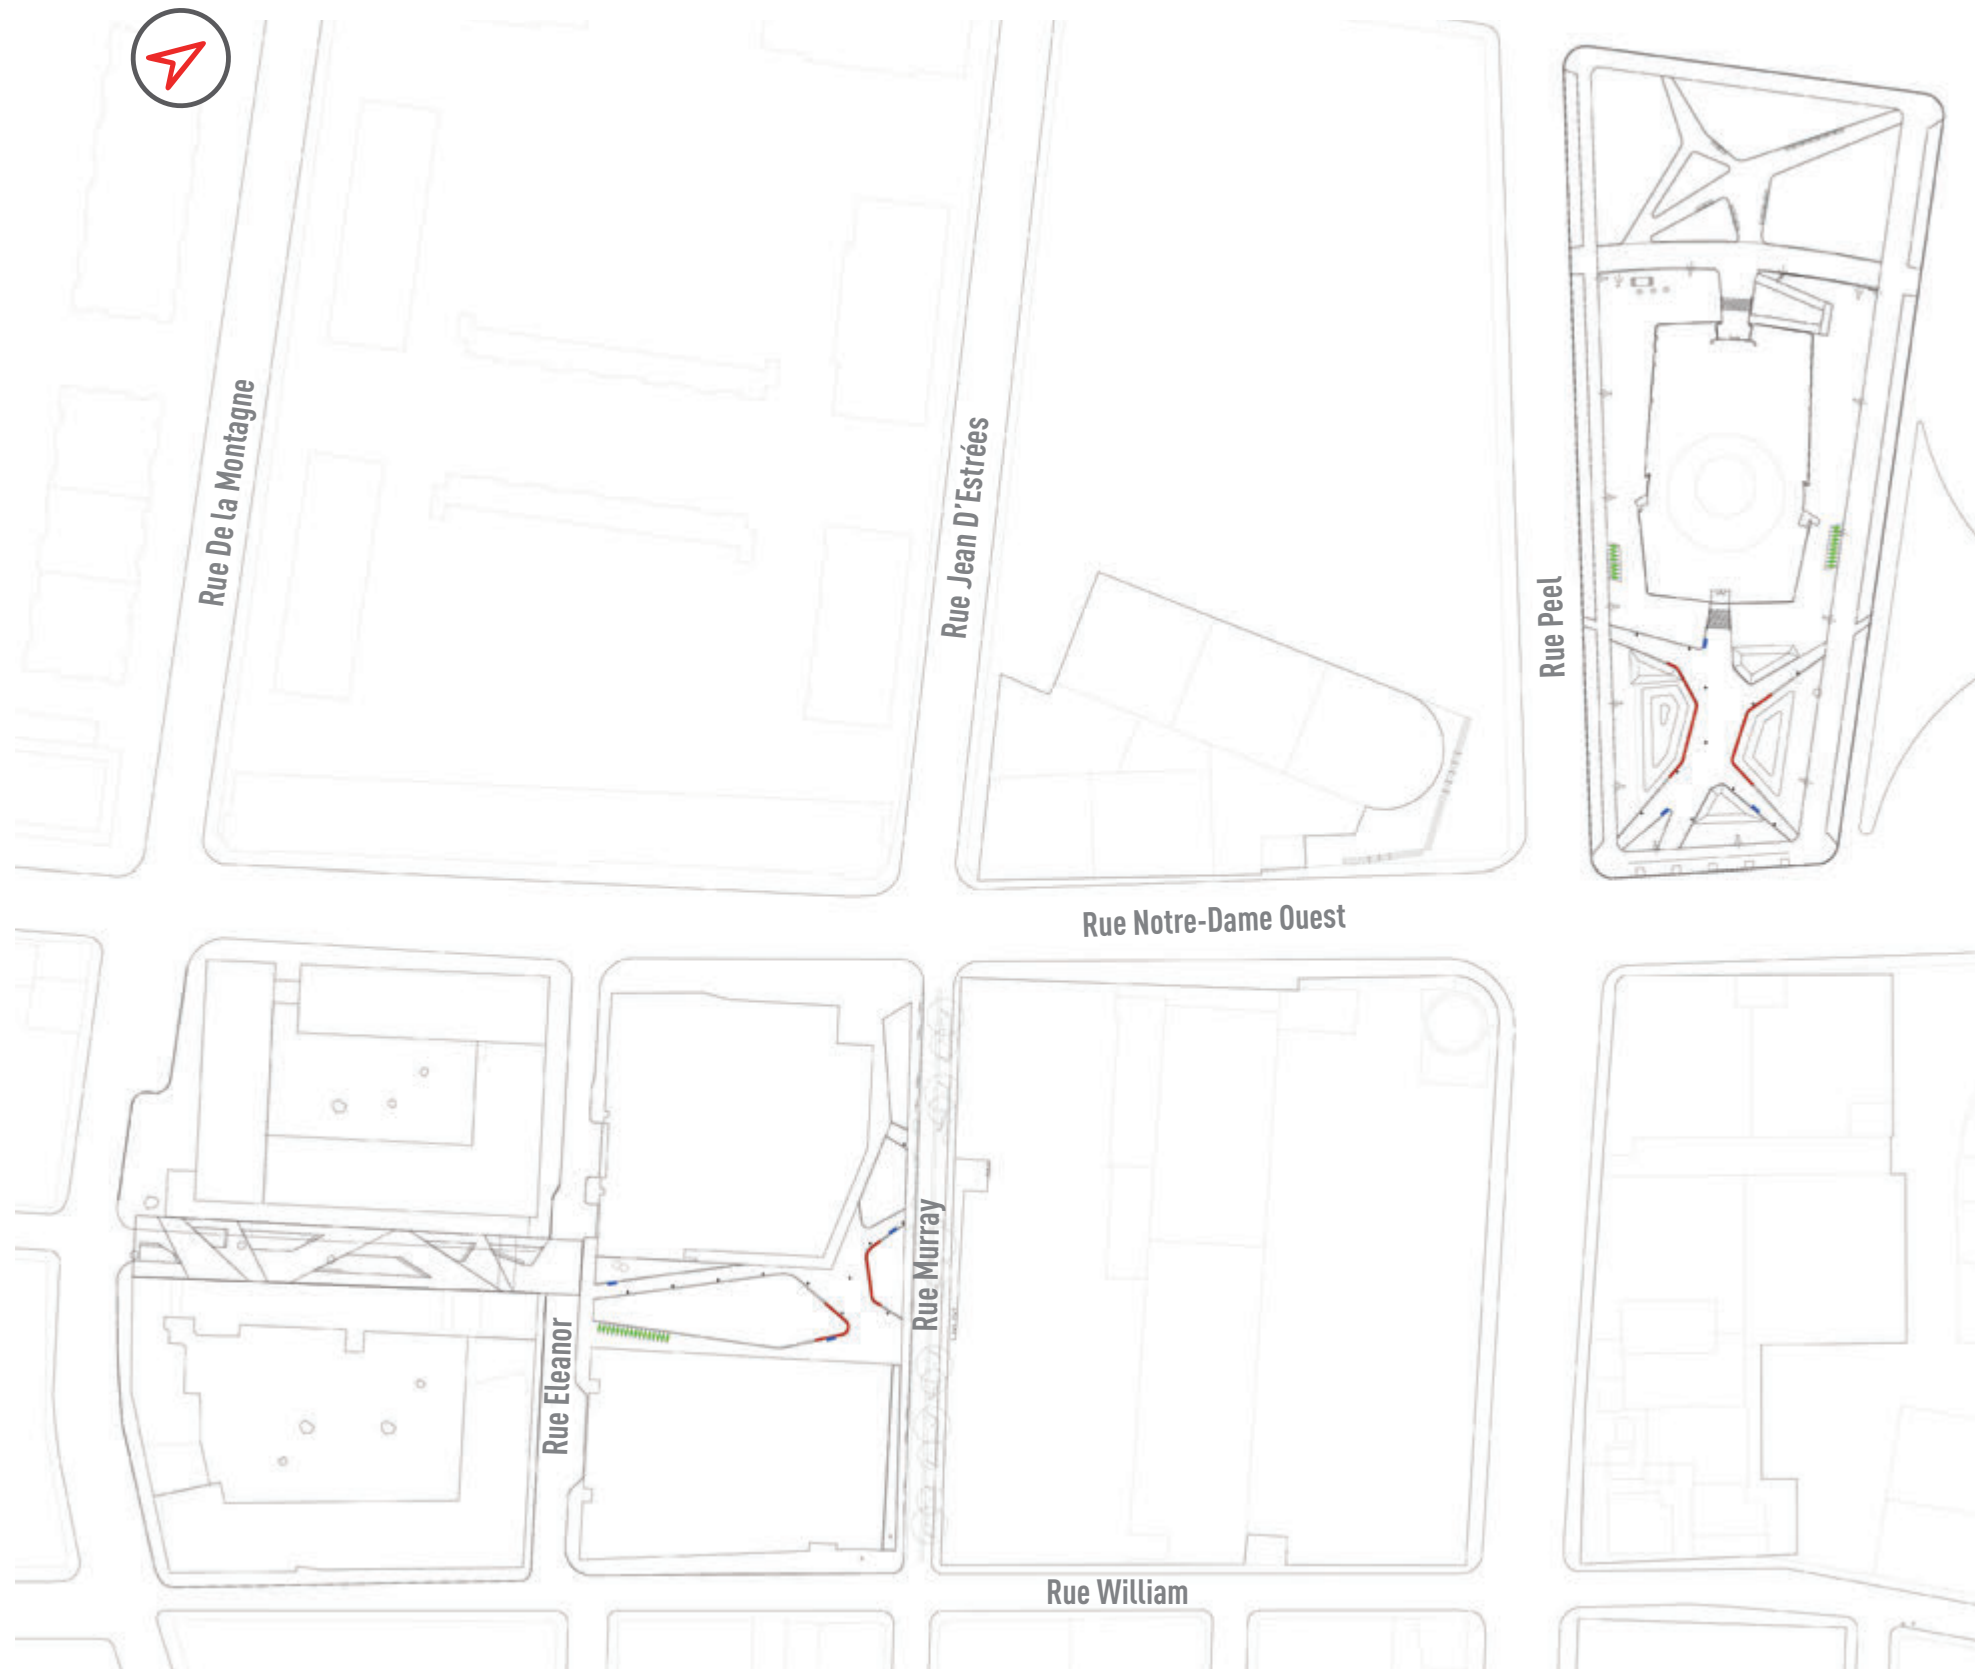 Rue De la Montagne
Rue Jean D'Estrées
Rue Peel
Rue Notre-Dame Ouest
Rue Murray
Rue Eleanor
Rue William